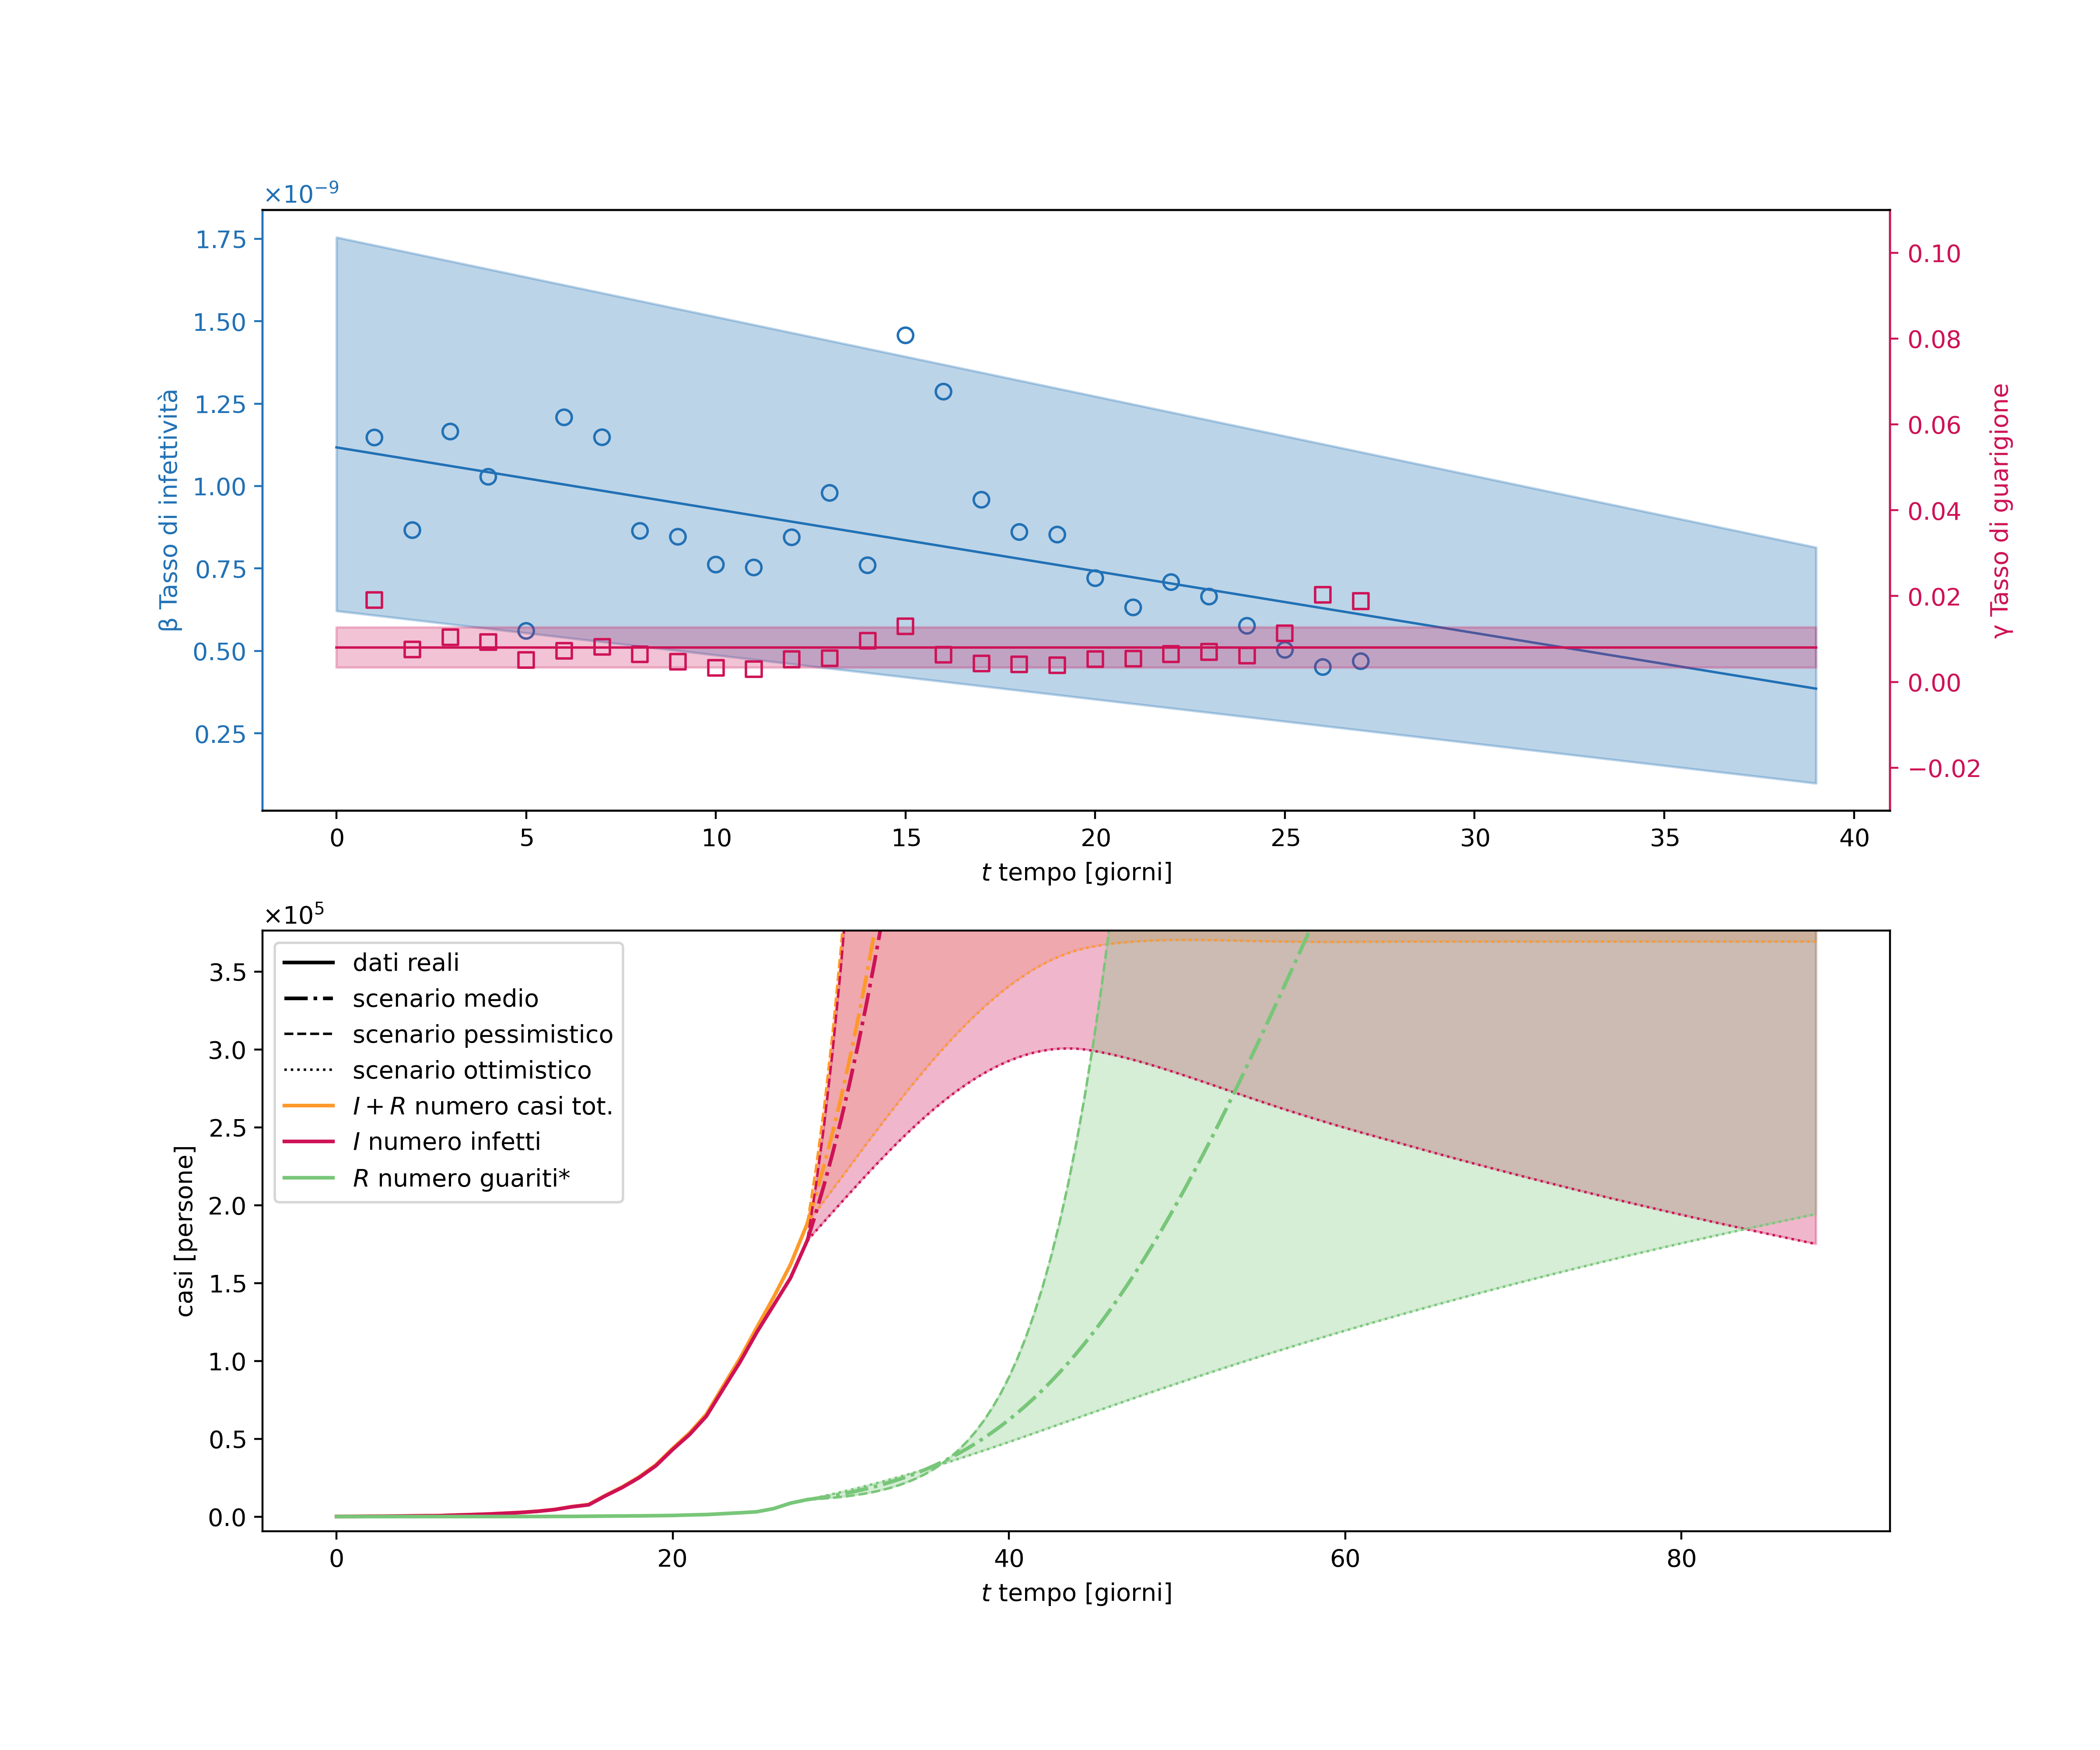 ×10⁻⁹
1.75
1.50
1.25
1.00
0.75
0.50
0.25
β Tasso di infettività
0.10
0.08
0.06
0.04
0.02
0.00
−0.02
γ Tasso di guarigione
0 5 10 15 20 25 30 35 40
t tempo [giorni]
×10⁵
3.5
3.0
2.5
2.0
1.5
1.0
0.5
0.0
casi [persone]
dati reali
scenario medio
scenario pessimistico
scenario ottimistico
I + R numero casi tot.
I numero infetti
R numero guariti*
0 20 40 60 80
t tempo [giorni]